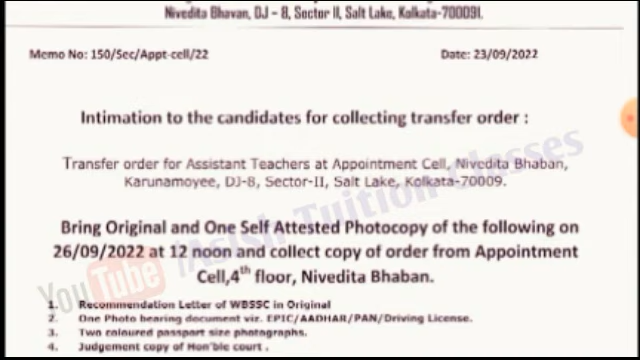 Nivedita Bhavan, DJ – 8, Sector II, Salt Lake, Kolkata-700091.
Memo No: 150/Sec/Appt-cell/22 Date: 23/09/2022
Intimation to the candidates for collecting transfer order :
Transfer order for Assistant Teachers at Appointment Cell, Nivedita Bhaban,
Karunamoyee, DJ-8, Sector-II, Salt Lake, Kolkata-70009.
Bring Original and One Self Attested Photocopy of the following on
26/09/2022 at 12 noon and collect copy of order from Appointment
Cell,4th floor, Nivedita Bhaban.
1. Recommendation Letter of WBSSC in Original
2. One Photo bearing document viz. EPIC/AADHAR/PAN/Driving License.
3. Two coloured passport size photographs.
4. Judgement copy of Hon'ble court .
YouTube /Asish Tuition Classes